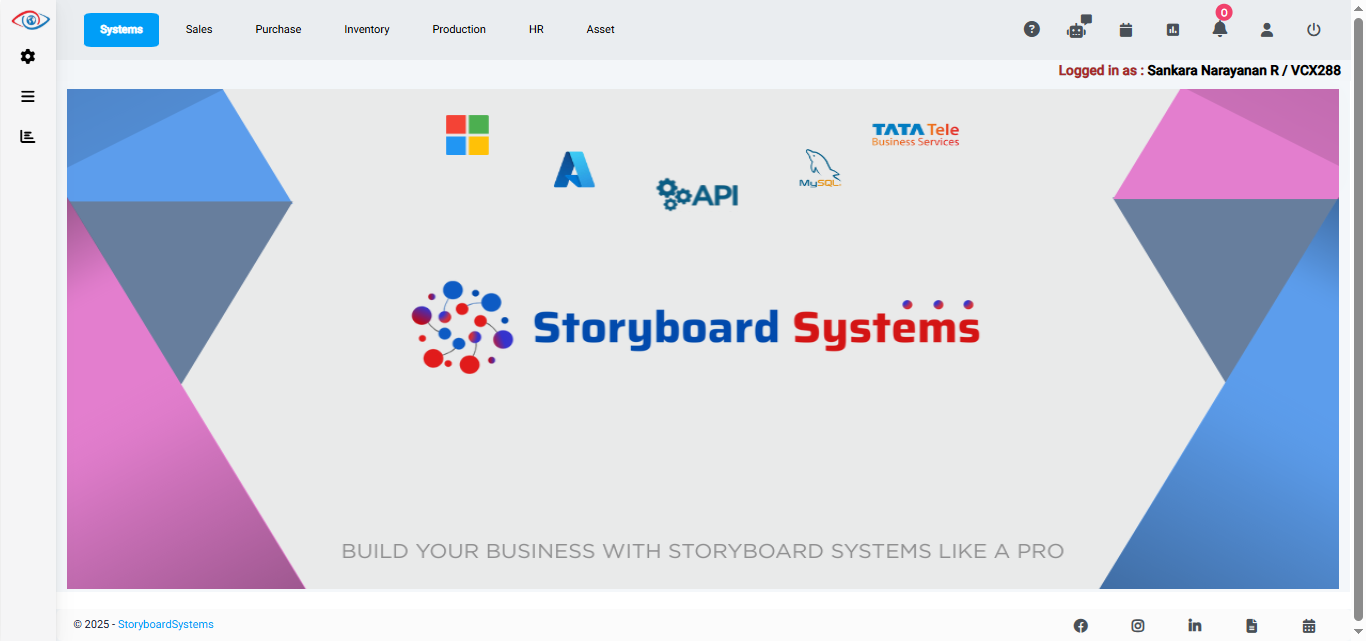 Systems Sales Purchase Inventory Production HR Asset
0
Logged in as : Sankara Narayanan R / VCX288
TATA Tele
Business Services
MySQL
API
Storyboard Systems
BUILD YOUR BUSINESS WITH STORYBOARD SYSTEMS LIKE A PRO
© 2025 - StoryboardSystems